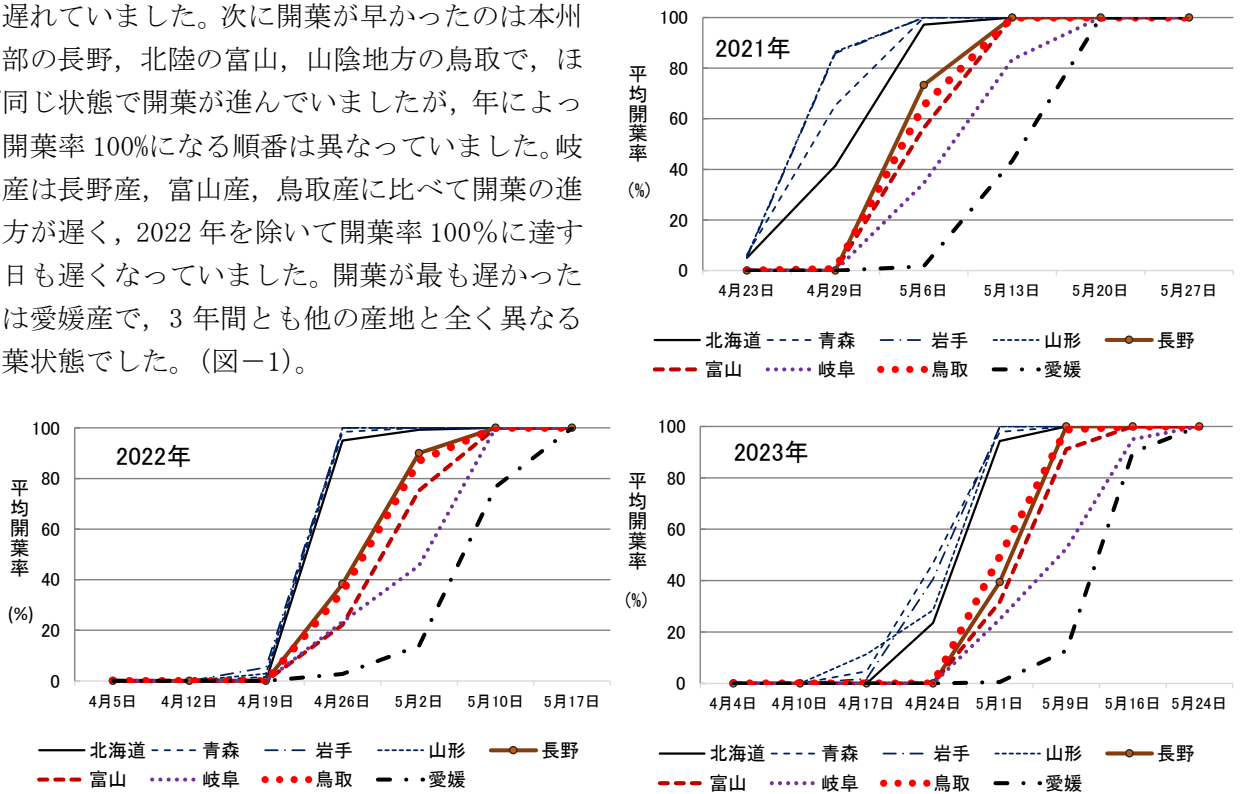 遅れていました。次に開葉が早かったのは本州
部の長野，北陸の富山，山陰地方の鳥取で，ほ
同じ状態で開葉が進んでいましたが，年によっ
開葉率 100%になる順番は異なっていました。岐
産は長野産，富山産，鳥取産に比べて開葉の進
方が遅く，2022 年を除いて開葉率 100%に達す
日も遅くなっていました。開葉が最も遅かった
は愛媛産で，3 年間とも他の産地と全く異なる
葉状態でした。（図－1）。
2021年
平均開葉率
(%)
100
80
60
40
20
0
4月23日 4月29日 5月6日 5月13日 5月20日 5月27日
北海道 青森 岩手 山形 長野
富山 岐阜 鳥取 愛媛
2022年
平均開葉率
(%)
100
80
60
40
20
0
4月5日 4月12日 4月19日 4月26日 5月2日 5月10日 5月17日
北海道 青森 岩手 山形 長野
富山 岐阜 鳥取 愛媛
2023年
平均開葉率
(%)
100
80
60
40
20
0
4月4日 4月10日 4月17日 4月24日 5月1日 5月9日 5月16日 5月24日
北海道 青森 岩手 山形 長野
富山 岐阜 鳥取 愛媛